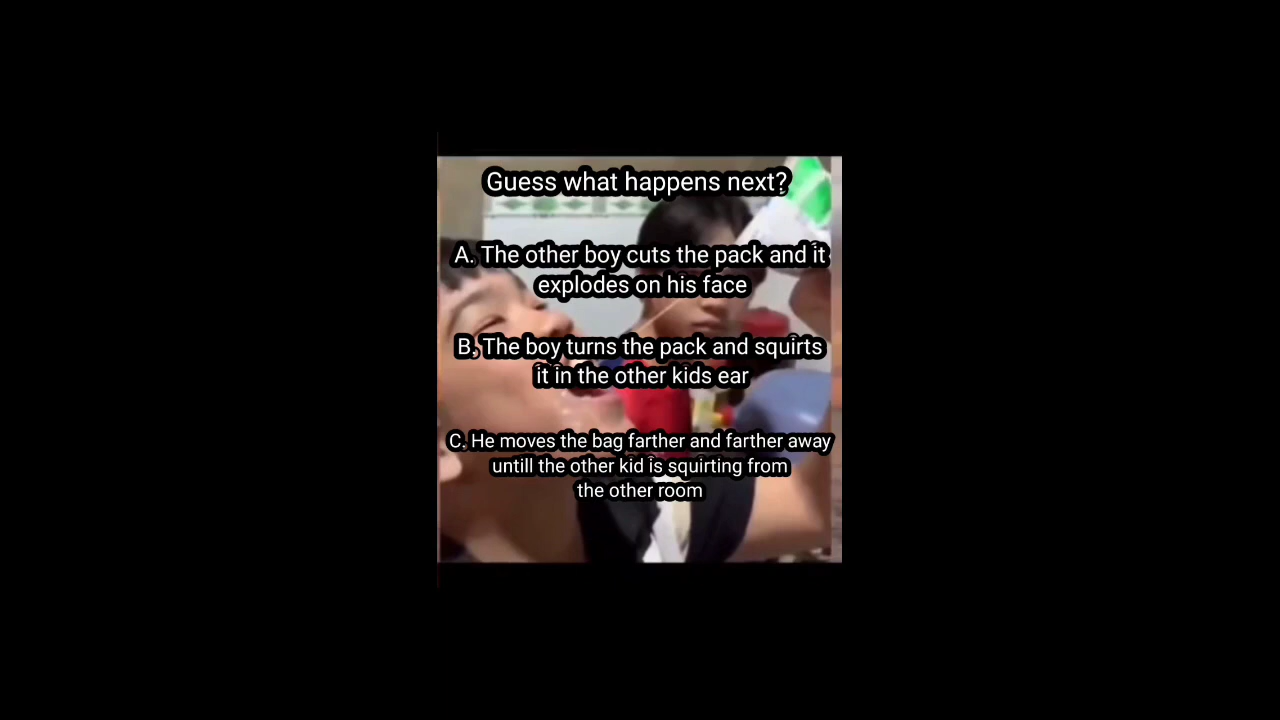 Guess what happens next?
A. The other boy cuts the pack and it
explodes on his face
B. The boy turns the pack and squirts
it in the other kids ear
C. He moves the bag farther and farther away
untill the other kid is squirting from
the other room